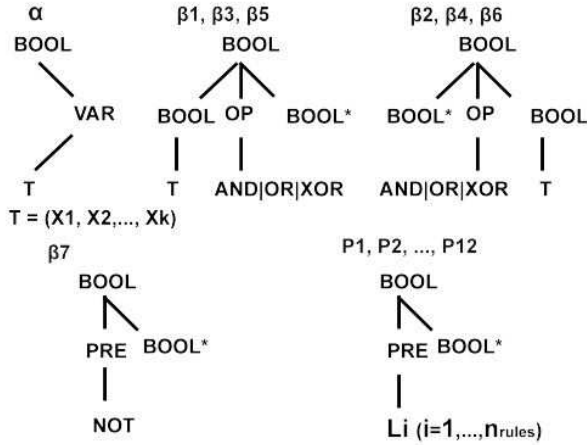 α
BOOL
VAR
T
T = (X1, X2,..., Xk)
β1, β3, β5
BOOL
BOOL OP BOOL*
T AND|OR|XOR
β2, β4, β6
BOOL
BOOL* OP BOOL
AND|OR|XOR T
β7
BOOL
PRE BOOL*
NOT
P1, P2, ..., P12
BOOL
PRE BOOL*
Li (i=1,...,nrules)